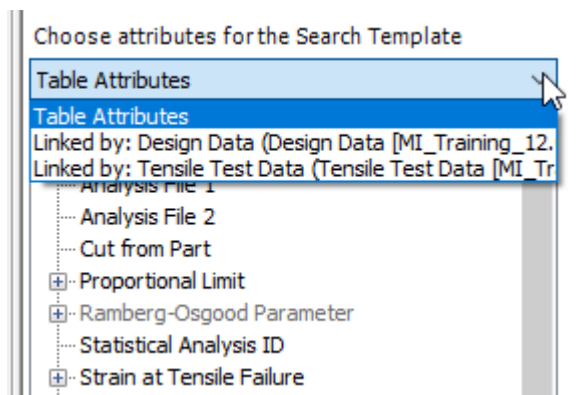 Choose attributes for the Search Template
Table Attributes
Table Attributes
Linked by: Design Data (Design Data [MI_Training_12.
Linked by: Tensile Test Data (Tensile Test Data [MI_Tr
Analysis File 1
Analysis File 2
Cut from Part
Proportional Limit
Ramberg-Osgood Parameter
Statistical Analysis ID
Strain at Tensile Failure